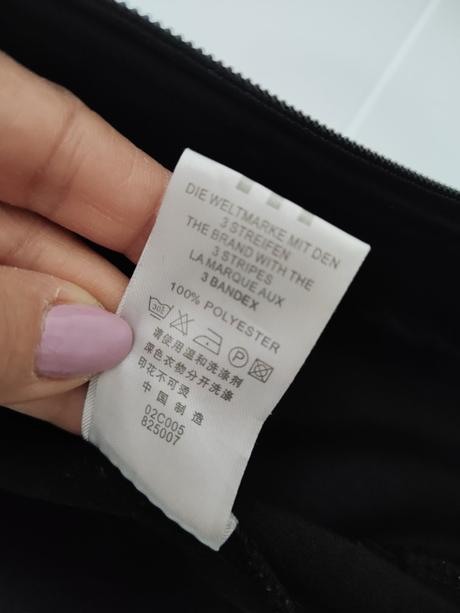 DIE WELTMARKE MIT DEN
3 STREIFEN
THE BRAND WITH THE
3 STRIPES
LA MARQUE AUX
3 BANDEX
100% POLYESTER
30E P
请使用温和洗涤剂
深色衣物分开洗涤
印花不可烫
中国制造
02C005
825007